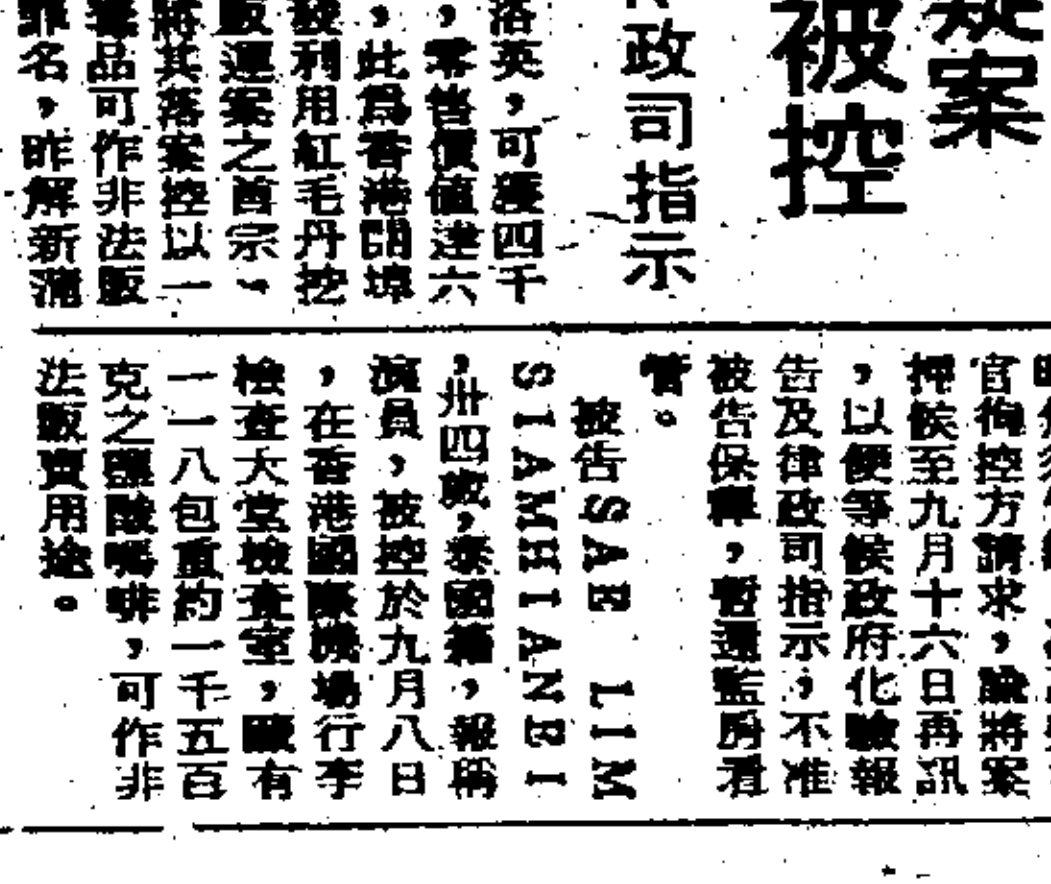 疑案
被控
政司指示
洛英，可獲四千
，零售價值達六
，此爲香港開埠
發利用紅毛丹挖
販運案之首宗，
將其落案控以一
毒品可作非法販
罪名，昨解新蒲
官徇控方請求，諭將案
押候至九月十六日再訊
，以便等候政府化驗報
告及律政司指示，不准
被告保釋，暫還監房看
管。
被告SAE LIM
SIAMHIANEI
，卅四歲，泰國籍，報稱
演員，被控於九月八日
，在香港國際機場行李
檢查大堂檢查室，藏有
一一八包重約一千五百
克之鹽酸嗎啡，可作非
法販賣用途。